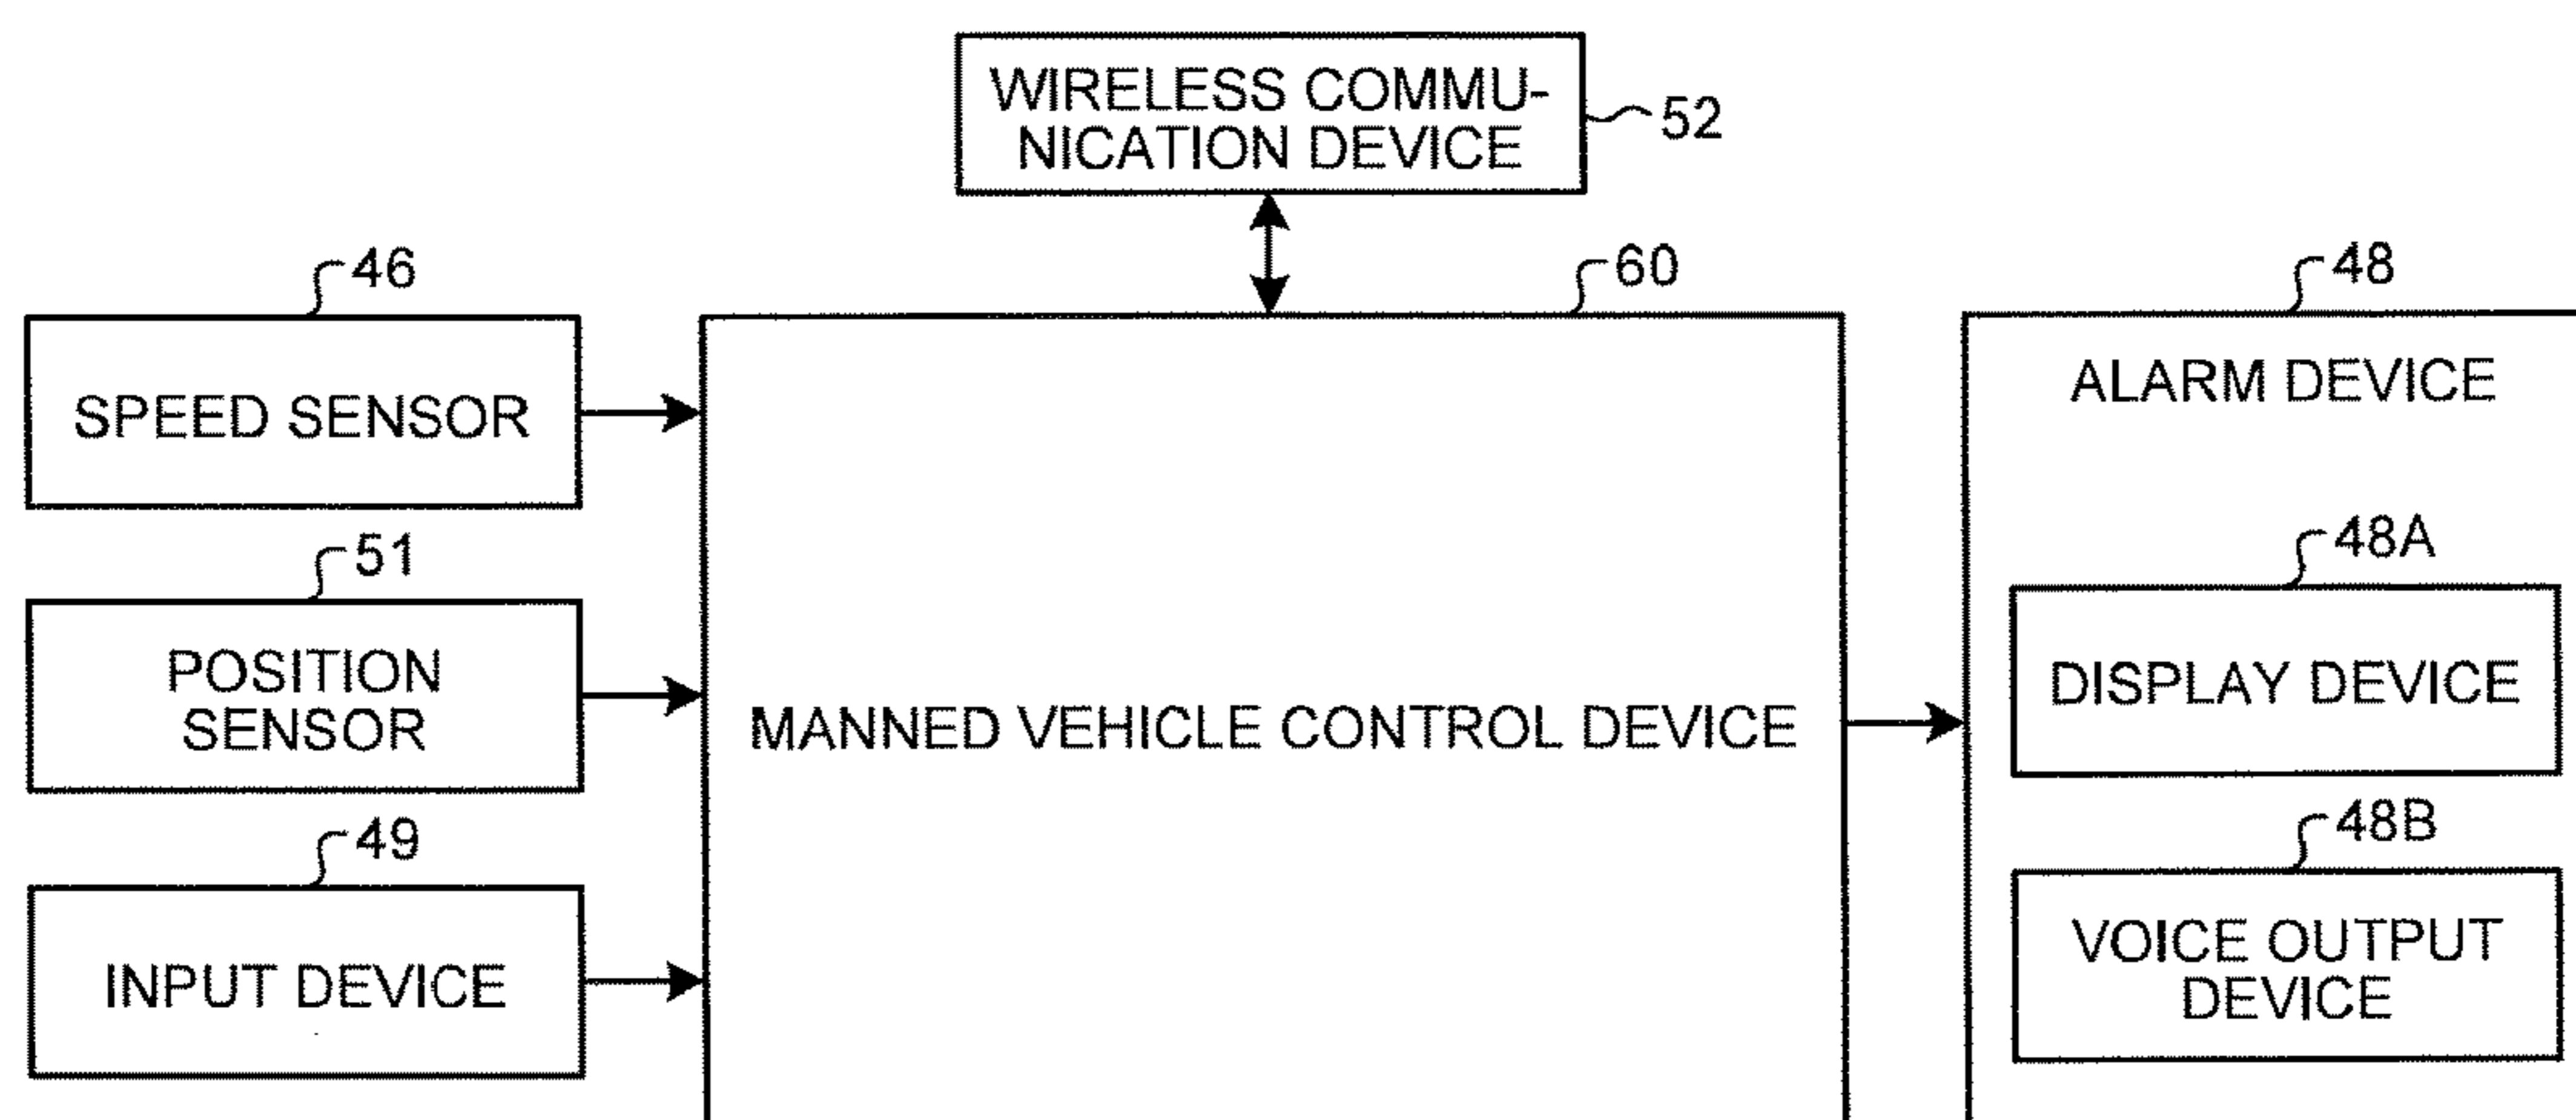 WIRELESS COMMU-
NICATION DEVICE
52
46
60
48
SPEED SENSOR
ALARM DEVICE
51
48A
POSITION
SENSOR
MANNED VEHICLE CONTROL DEVICE
DISPLAY DEVICE
49
48B
INPUT DEVICE
VOICE OUTPUT
DEVICE